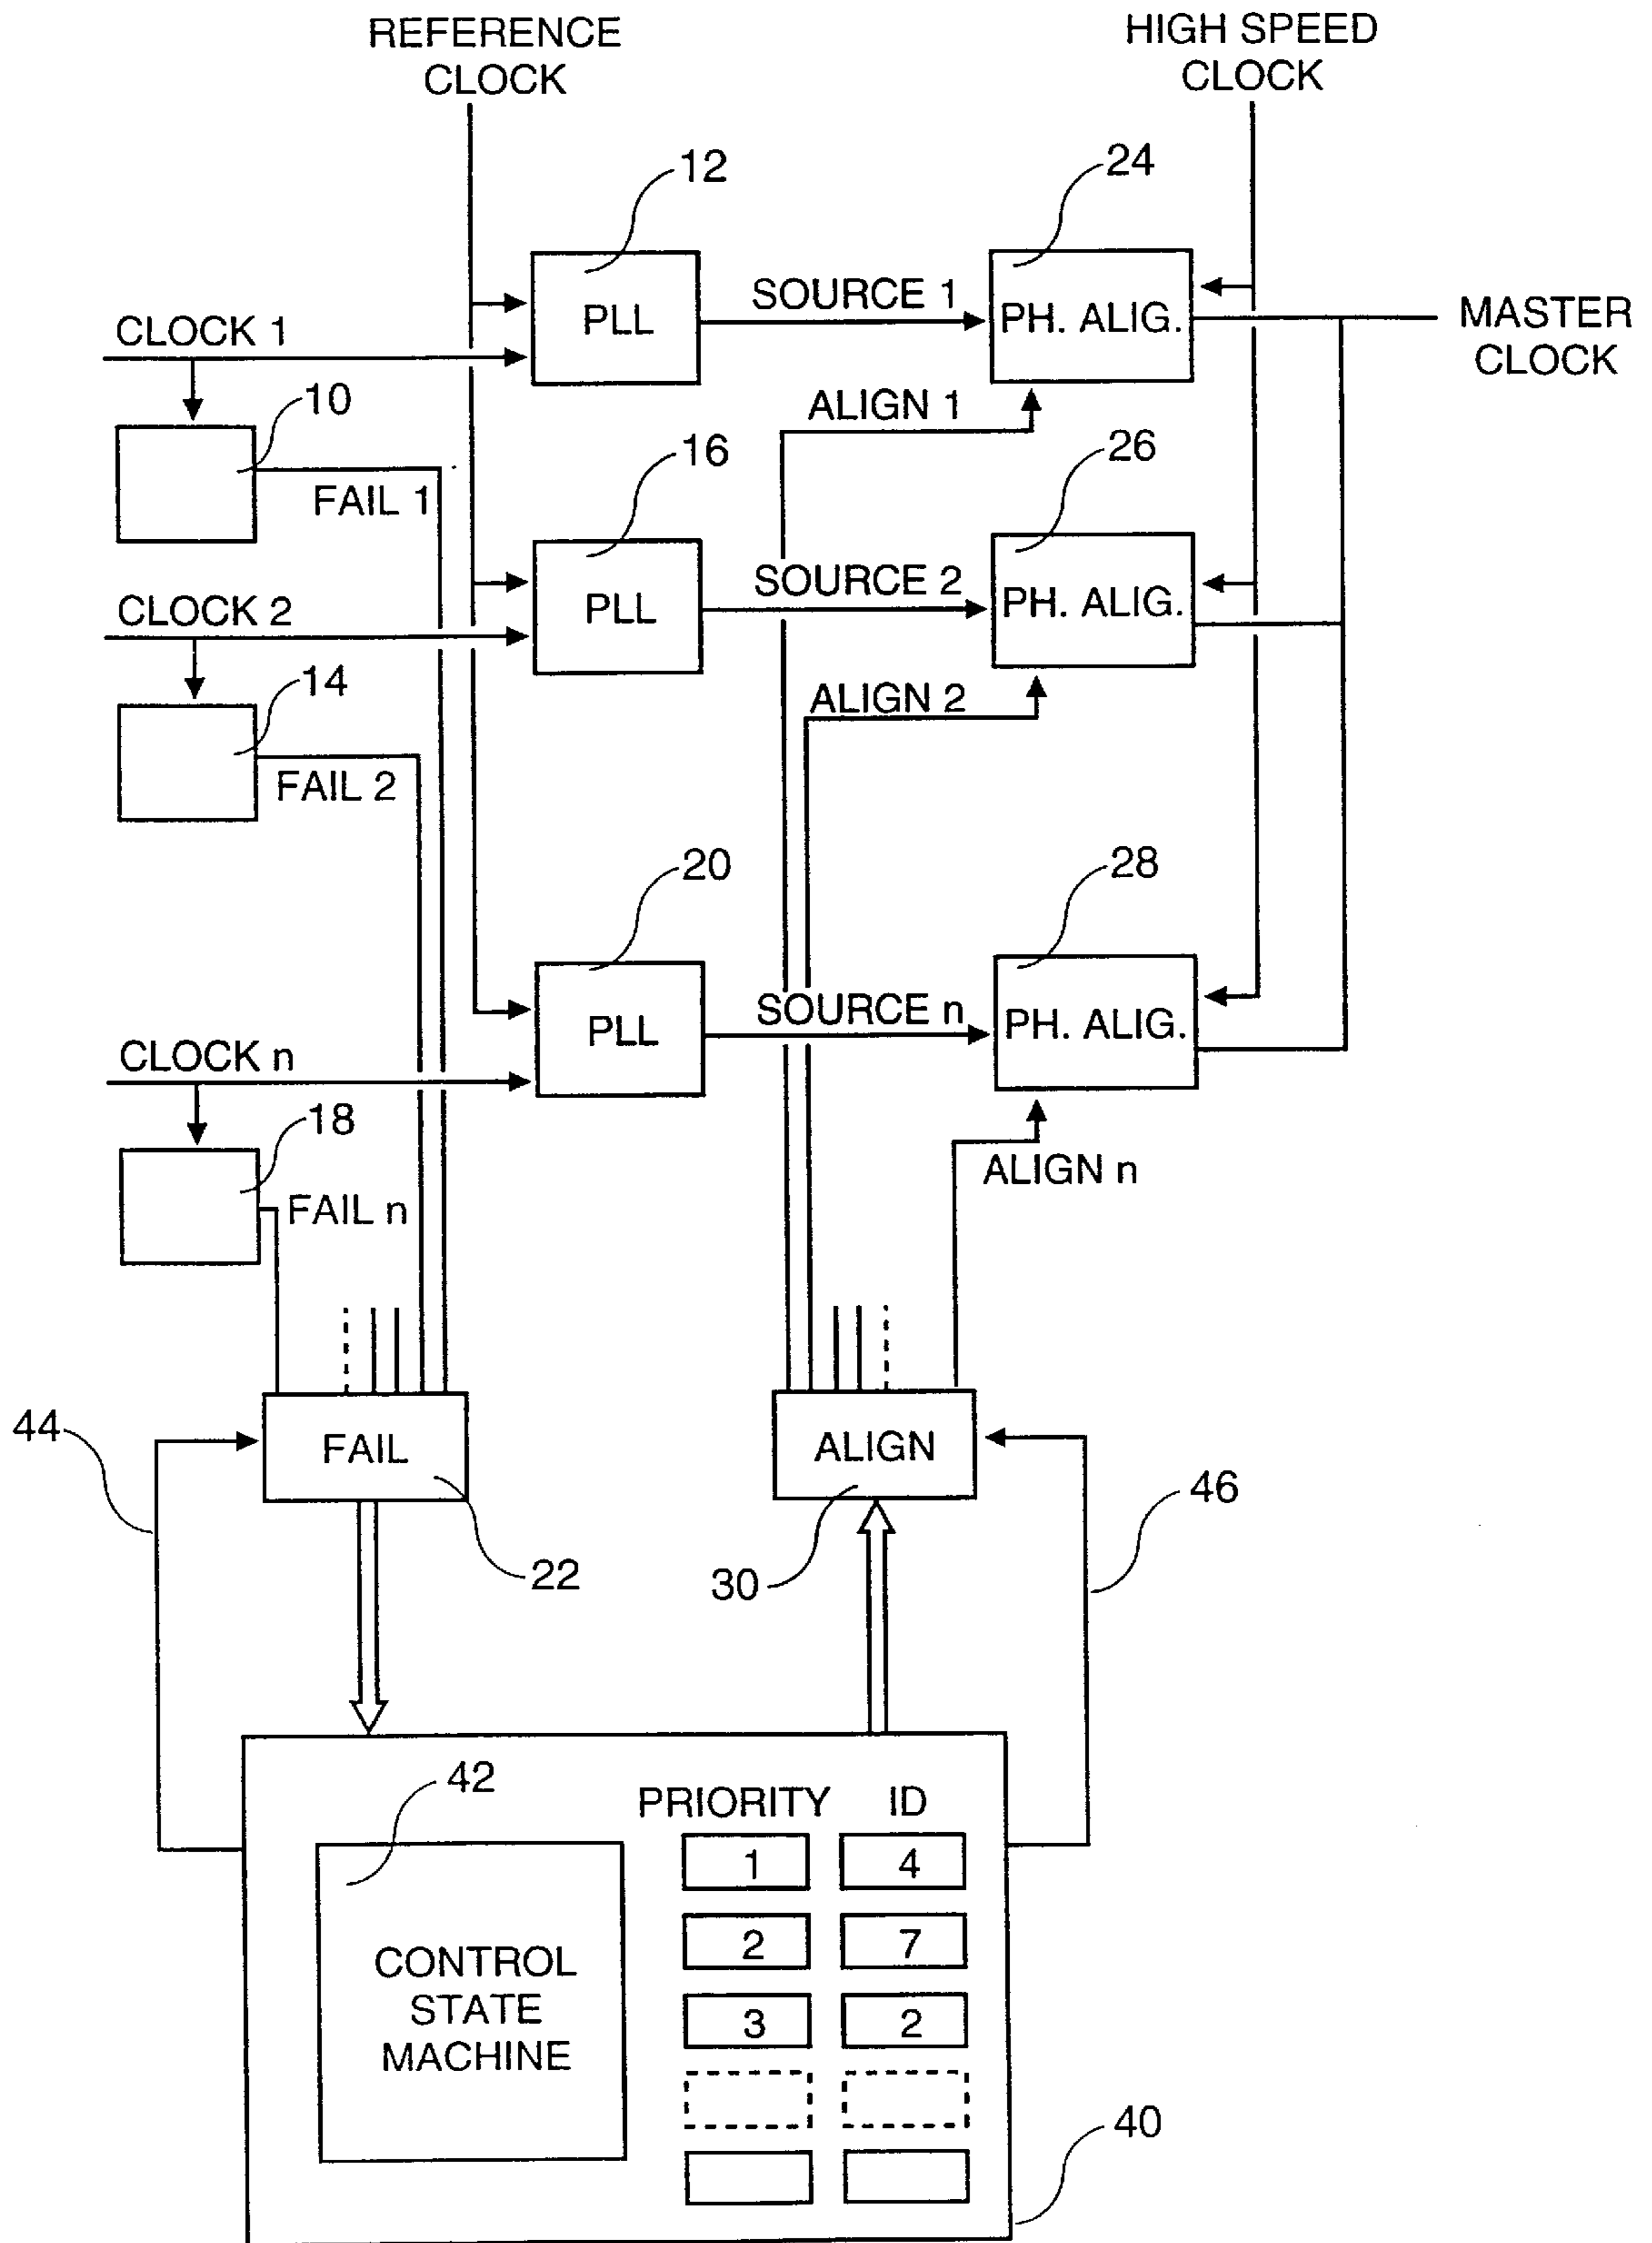 REFERENCE
CLOCK
HIGH SPEED
CLOCK
12
24
PLL
SOURCE 1
PH. ALIG.
MASTER
CLOCK
CLOCK 1
10
ALIGN 1
FAIL 1
16
26
PLL
SOURCE 2
PH. ALIG.
CLOCK 2
14
ALIGN 2
FAIL 2
20
28
PLL
SOURCE n
PH. ALIG.
CLOCK n
18
ALIGN n
FAIL n
44
FAIL
ALIGN
46
22
30
42
PRIORITY
ID
1
4
2
7
3
2
CONTROL
STATE
MACHINE
40